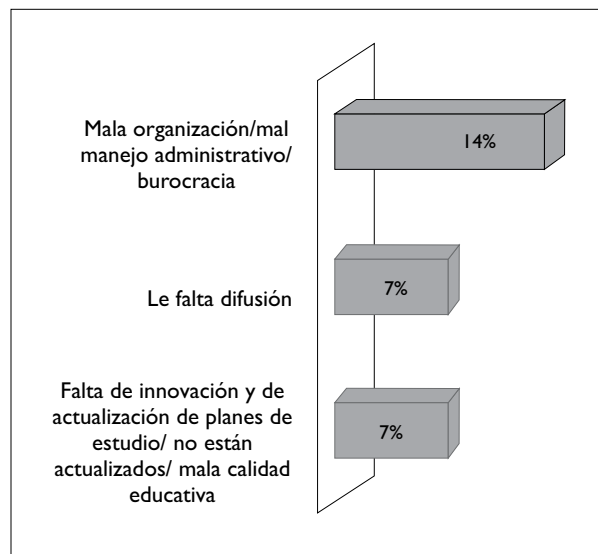 Mala organización/mal
manejo administrativo/
burocracia
14%
Le falta difusión
7%
Falta de innovación y de
actualización de planes de
estudio/ no están
actualizados/ mala calidad
educativa
7%